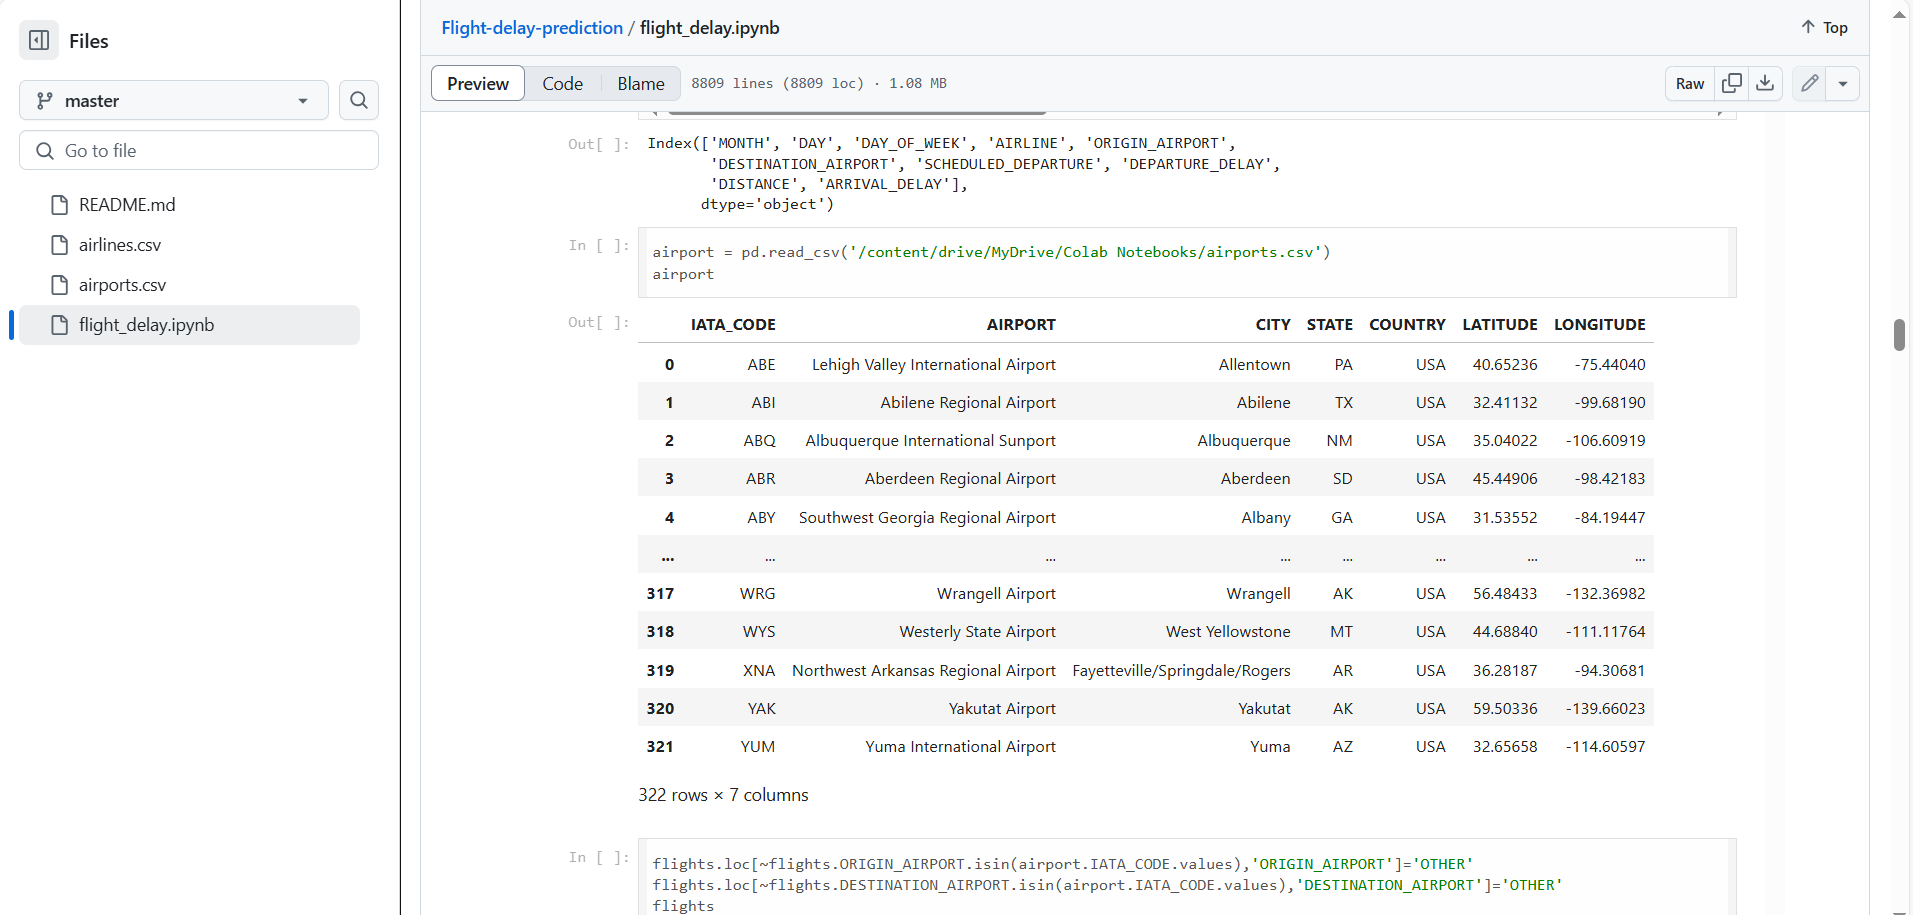 Files
master
Go to file
README.md
airlines.csv
airports.csv
flight_delay.ipynb
Flight-delay-prediction / flight_delay.ipynb
Top
Preview Code Blame 8809 lines (8809 loc) · 1.08 MB
Raw
Out[ ]: Index(['MONTH', 'DAY', 'DAY_OF_WEEK', 'AIRLINE', 'ORIGIN_AIRPORT',
'DESTINATION_AIRPORT', 'SCHEDULED_DEPARTURE', 'DEPARTURE_DELAY',
'DISTANCE', 'ARRIVAL_DELAY'],
dtype='object')
In [ ]: airport = pd.read_csv('/content/drive/MyDrive/Colab Notebooks/airports.csv')
airport
Out[ ]: IATA_CODE AIRPORT CITY STATE COUNTRY LATITUDE LONGITUDE
0 ABE Lehigh Valley International Airport Allentown PA USA 40.65236 -75.44040
1 ABI Abilene Regional Airport Abilene TX USA 32.41132 -99.68190
2 ABQ Albuquerque International Sunport Albuquerque NM USA 35.04022 -106.60919
3 ABR Aberdeen Regional Airport Aberdeen SD USA 45.44906 -98.42183
4 ABY Southwest Georgia Regional Airport Albany GA USA 31.53552 -84.19447
... ... ... ... ... ... ... ...
317 WRG Wrangell Airport Wrangell AK USA 56.48433 -132.36982
318 WYS Westerly State Airport West Yellowstone MT USA 44.68840 -111.11764
319 XNA Northwest Arkansas Regional Airport Fayetteville/Springdale/Rogers AR USA 36.28187 -94.30681
320 YAK Yakutat Airport Yakutat AK USA 59.50336 -139.66023
321 YUM Yuma International Airport Yuma AZ USA 32.65658 -114.60597
322 rows × 7 columns
In [ ]: flights.loc[~flights.ORIGIN_AIRPORT.isin(airport.IATA_CODE.values),'ORIGIN_AIRPORT']='OTHER'
flights.loc[~flights.DESTINATION_AIRPORT.isin(airport.IATA_CODE.values),'DESTINATION_AIRPORT']='OTHER'
flights